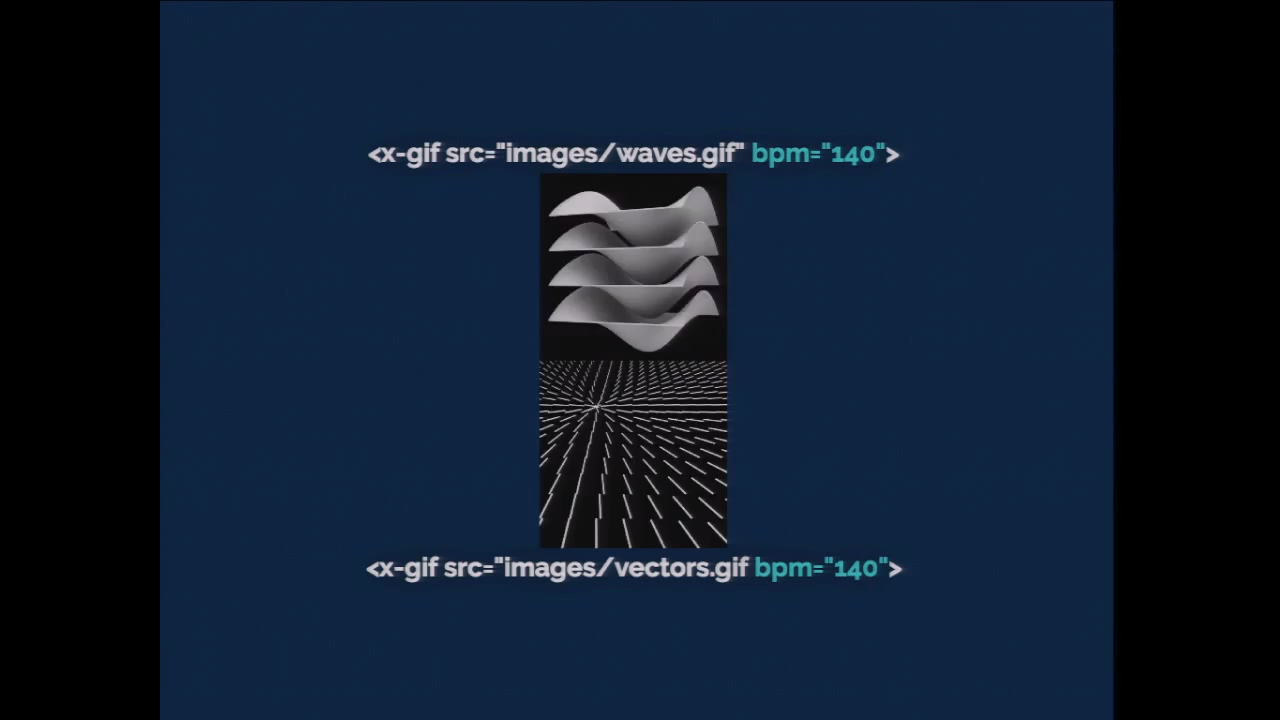 <x-gif src="images/waves.gif" bpm="140">
<x-gif src="images/vectors.gif bpm="140">